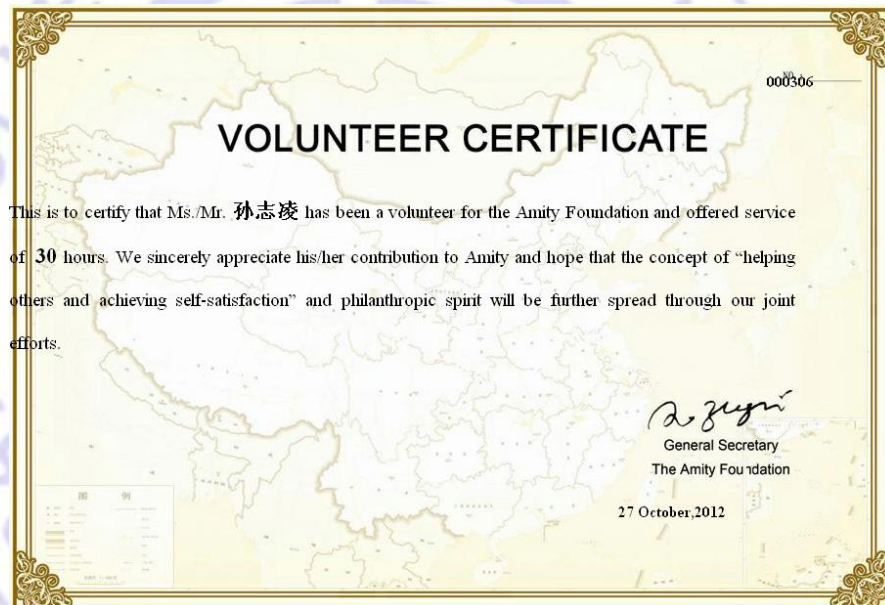 NO.
000306
VOLUNTEER CERTIFICATE
This is to certify that Ms./Mr. 孙志凌 has been a volunteer for the Amity Foundation and offered service
of 30 hours. We sincerely appreciate his/her contribution to Amity and hope that the concept of “helping
others and achieving self-satisfaction” and philanthropic spirit will be further spread through our joint
efforts.
General Secretary
The Amity Foundation
27 October,2012
图 例